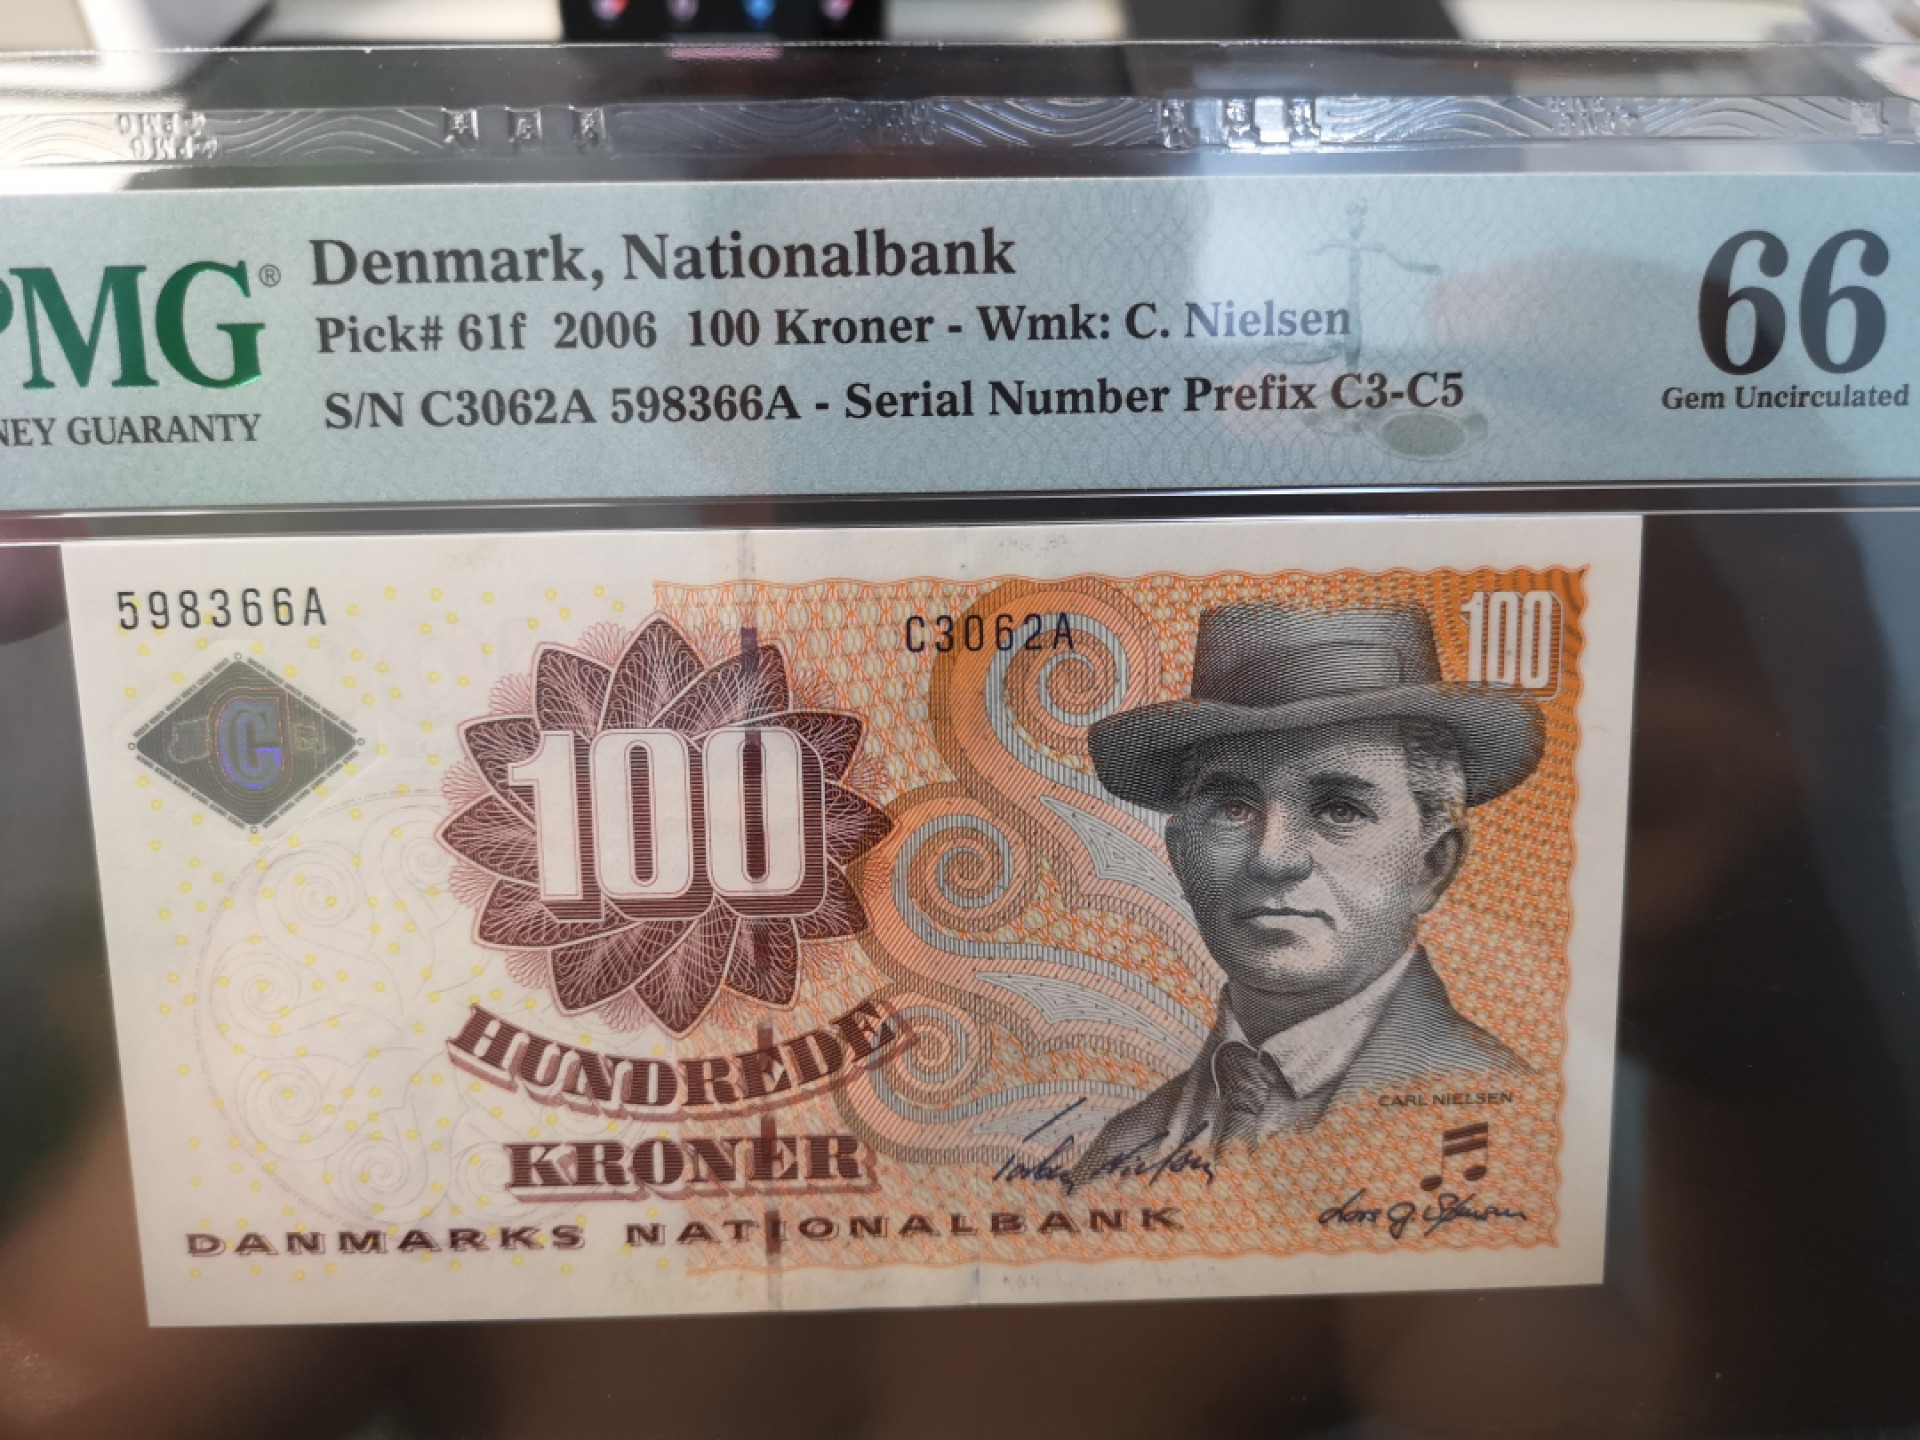 PMG®
NEY GUARANTY
Denmark, Nationalbank
Pick# 61f 2006 100 Kroner - Wmk: C. Nielsen
S/N C3062A 598366A - Serial Number Prefix C3-C5
66
Gem Uncirculated
598366A
C3062A
100
C
100
HUNDREDE
KRONER
CARL NIELSEN
DANMARKS NATIONALBANK